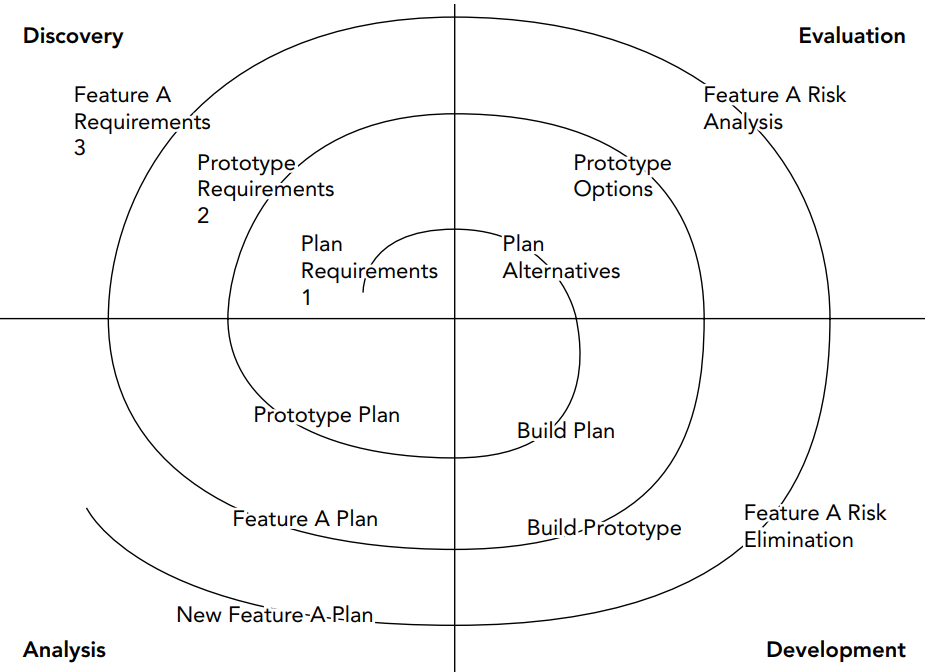 Discovery
Evaluation
Feature A
Requirements
3
Feature A Risk
Analysis
Prototype
Requirements
2
Prototype
Options
Plan
Requirements
1
Plan
Alternatives
Prototype Plan
Build Plan
Feature A Plan
Build Prototype
Feature A Risk
Elimination
New Feature A Plan
Analysis
Development